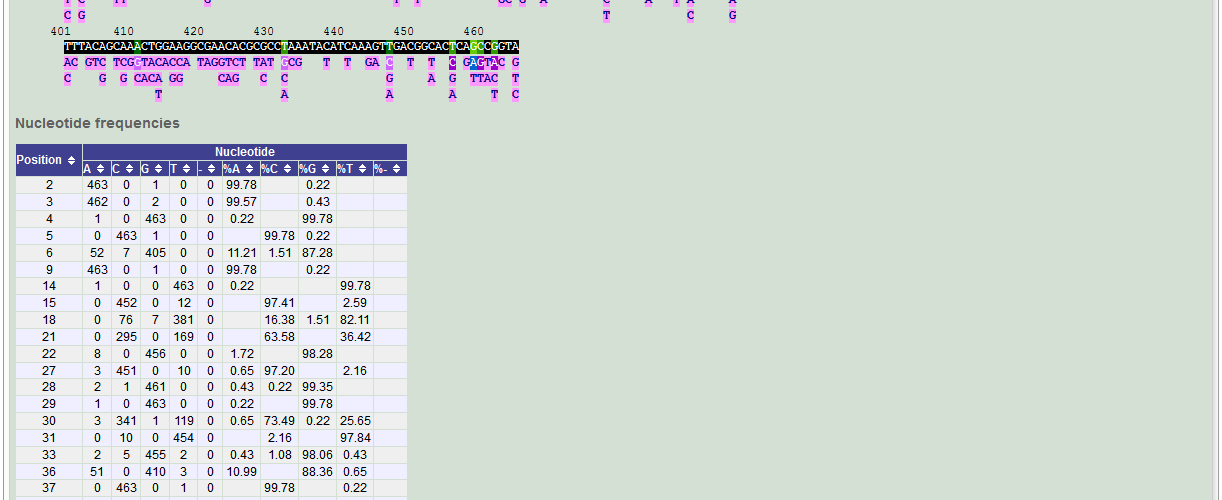 C G T C G
401 410 420 430 440 450 460
TTTACAGCAAACTGGAAGGCGAACACGCGCCTAAATACATCAAAGTTGACGGCACTCAGCCGGTA
AC GTC TCGGTACACCA TAGGTCT TAT GCG T T GA C T T C GAGTAC G
C G G CACA GG CAG C C G A G TTAC T
T A A A T C
Nucleotide frequencies
Position Nucleotide
A C G T - %A %C %G %T %-
2 463 0 1 0 0 99.78 0.22
3 462 0 2 0 0 99.57 0.43
4 1 0 463 0 0 0.22 99.78
5 0 463 1 0 0 99.78 0.22
6 52 7 405 0 0 11.21 1.51 87.28
9 463 0 1 0 0 99.78 0.22
14 1 0 0 463 0 0.22 99.78
15 0 452 0 12 0 97.41 2.59
18 0 76 7 381 0 16.38 1.51 82.11
21 0 295 0 169 0 63.58 36.42
22 8 0 456 0 0 1.72 98.28
27 3 451 0 10 0 0.65 97.20 2.16
28 2 1 461 0 0 0.43 0.22 99.35
29 1 0 463 0 0 0.22 99.78
30 3 341 1 119 0 0.65 73.49 0.22 25.65
31 0 10 0 454 0 2.16 97.84
33 2 5 455 2 0 0.43 1.08 98.06 0.43
36 51 0 410 3 0 10.99 88.36 0.65
37 0 463 0 1 0 99.78 0.22